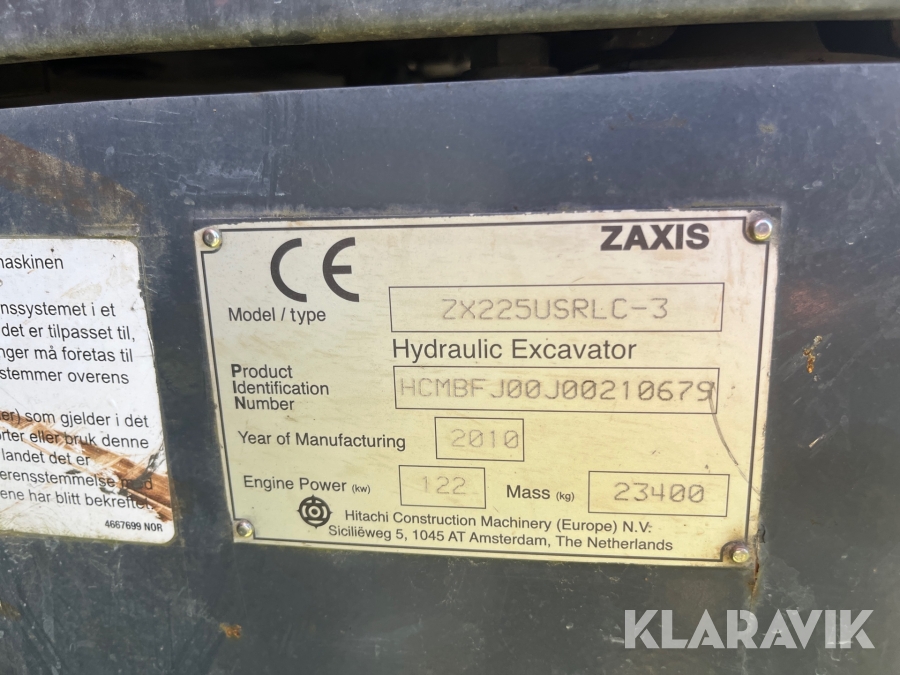 naskinen
nssystemet i et
det er tilpasset til,
nger må foretas til
stemmer overens
er) som gjelder i det
orter eller bruk denne
landet det er
erensstemmelse med
ene har blitt bekreftet.
4667699 NOR
CE
ZAXIS
Model / type ZX225USRLC-3
Hydraulic Excavator
Product
Identification HCMBFJ00J00210679
Number
Year of Manufacturing 2010
Engine Power (kw) 122 Mass (kg) 23400
Hitachi Construction Machinery (Europe) N.V.
Siciliëweg 5, 1045 AT Amsterdam, The Netherlands
KLARAVIK